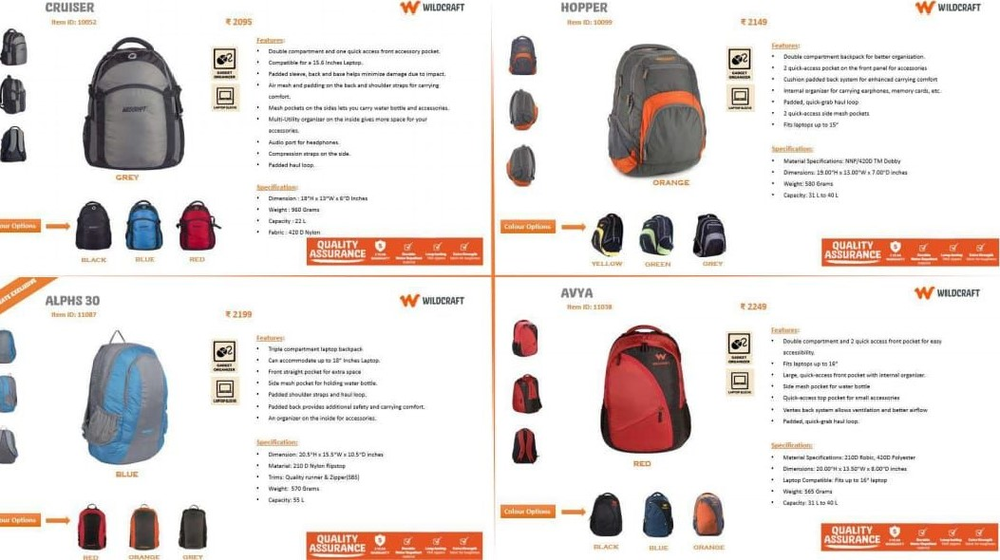 CRUISER
WILDCRAFT
Item ID: 10052
₹ 2095
GADGET
ORGANIZER
LAPTOP SLEEVE
GREY
Features:
Double compartment and one quick access front accessory pocket.
Compatible for a 15.6 Inches Laptop.
Padded sleeve, back and base helps minimize damage due to impact.
Air mesh and padding on the back and shoulder straps for carrying
comfort.
Mesh pockets on the sides lets you carry water bottle and accessories.
Multi-Utility organizer on the inside gives more space for your
accessories.
Audio port for headphones.
Compression straps on the side.
Padded haul loop.
Specification:
Dimension : 18"H x 13"W x 6"D Inches
Weight : 960 Grams
Capacity : 22 L
Fabric : 420 D Nylon
our Options
BLACK
BLUE
RED
QUALITY
ASSURANCE
HOPPER
WILDCRAFT
Item ID: 10099
₹ 2149
GADGET
ORGANIZER
LAPTOP SLEEVE
ORANGE
Features:
Double compartment backpack for better organisation.
2 quick-access pocket on the front panel for accessories
Cushion padded back system for enhanced carrying comfort
Internal organizer for carrying earphones, memory cards, etc.
Padded, quick-grab haul loop
2 quick-access side mesh pockets
Fits laptops up to 15"
Specification:
Material Specifications: NNP/420D TM Dobby
Dimensions: 19.00"H x 13.00"W x 7.00"D inches
Weight: 580 Grams
Capacity: 31 L to 40 L
Colour Options
YELLOW
GREEN
GREY
QUALITY
ASSURANCE
ALPHS 30
WILDCRAFT
Item ID: 11087
₹ 2199
GADGET
ORGANIZER
LAPTOP SLEEVE
BLUE
Features:
Triple compartment laptop backpack
Can accommodate up to 18" Inches Laptop.
Front straight pocket for extra space
Side mesh pocket for holding water bottle.
Padded shoulder straps and haul loop.
Padded back provides additional safety and carrying comfort.
An organizer on the inside for accessories.
Specification:
Dimension: 20.5"H x 15.5"W x 10.5"D inches
Material: 210 D Nylon Ripstop
Trims: Quality runner & Zipper(SBS)
Weight: 570 Grams
Capacity: 55 L
our Options
RED
ORANGE
GREY
QUALITY
ASSURANCE
AVYA
WILDCRAFT
Item ID: 11038
₹ 2249
GADGET
ORGANIZER
LAPTOP SLEEVE
RED
Features:
Double compartment and 2 quick access front pocket for easy
accessibility.
Fits laptops up to 16"
Large, quick-access front pocket with internal organizer.
Side mesh pocket for water bottle
Quick-access top pocket for small accessories
Ventes back system allows ventilation and better airflow
Padded, quick-grab haul loop.
Specification:
Material Specifications: 210D Robic, 420D Polyester
Dimensions: 20.00"H x 13.50"W x 8.00"D inches
Laptop Compatible: Fits up to 16" laptop
Weight: 565 Grams
Capacity: 31 L to 40 L
Colour Options
BLACK
BLUE
ORANGE
QUALITY
ASSURANCE